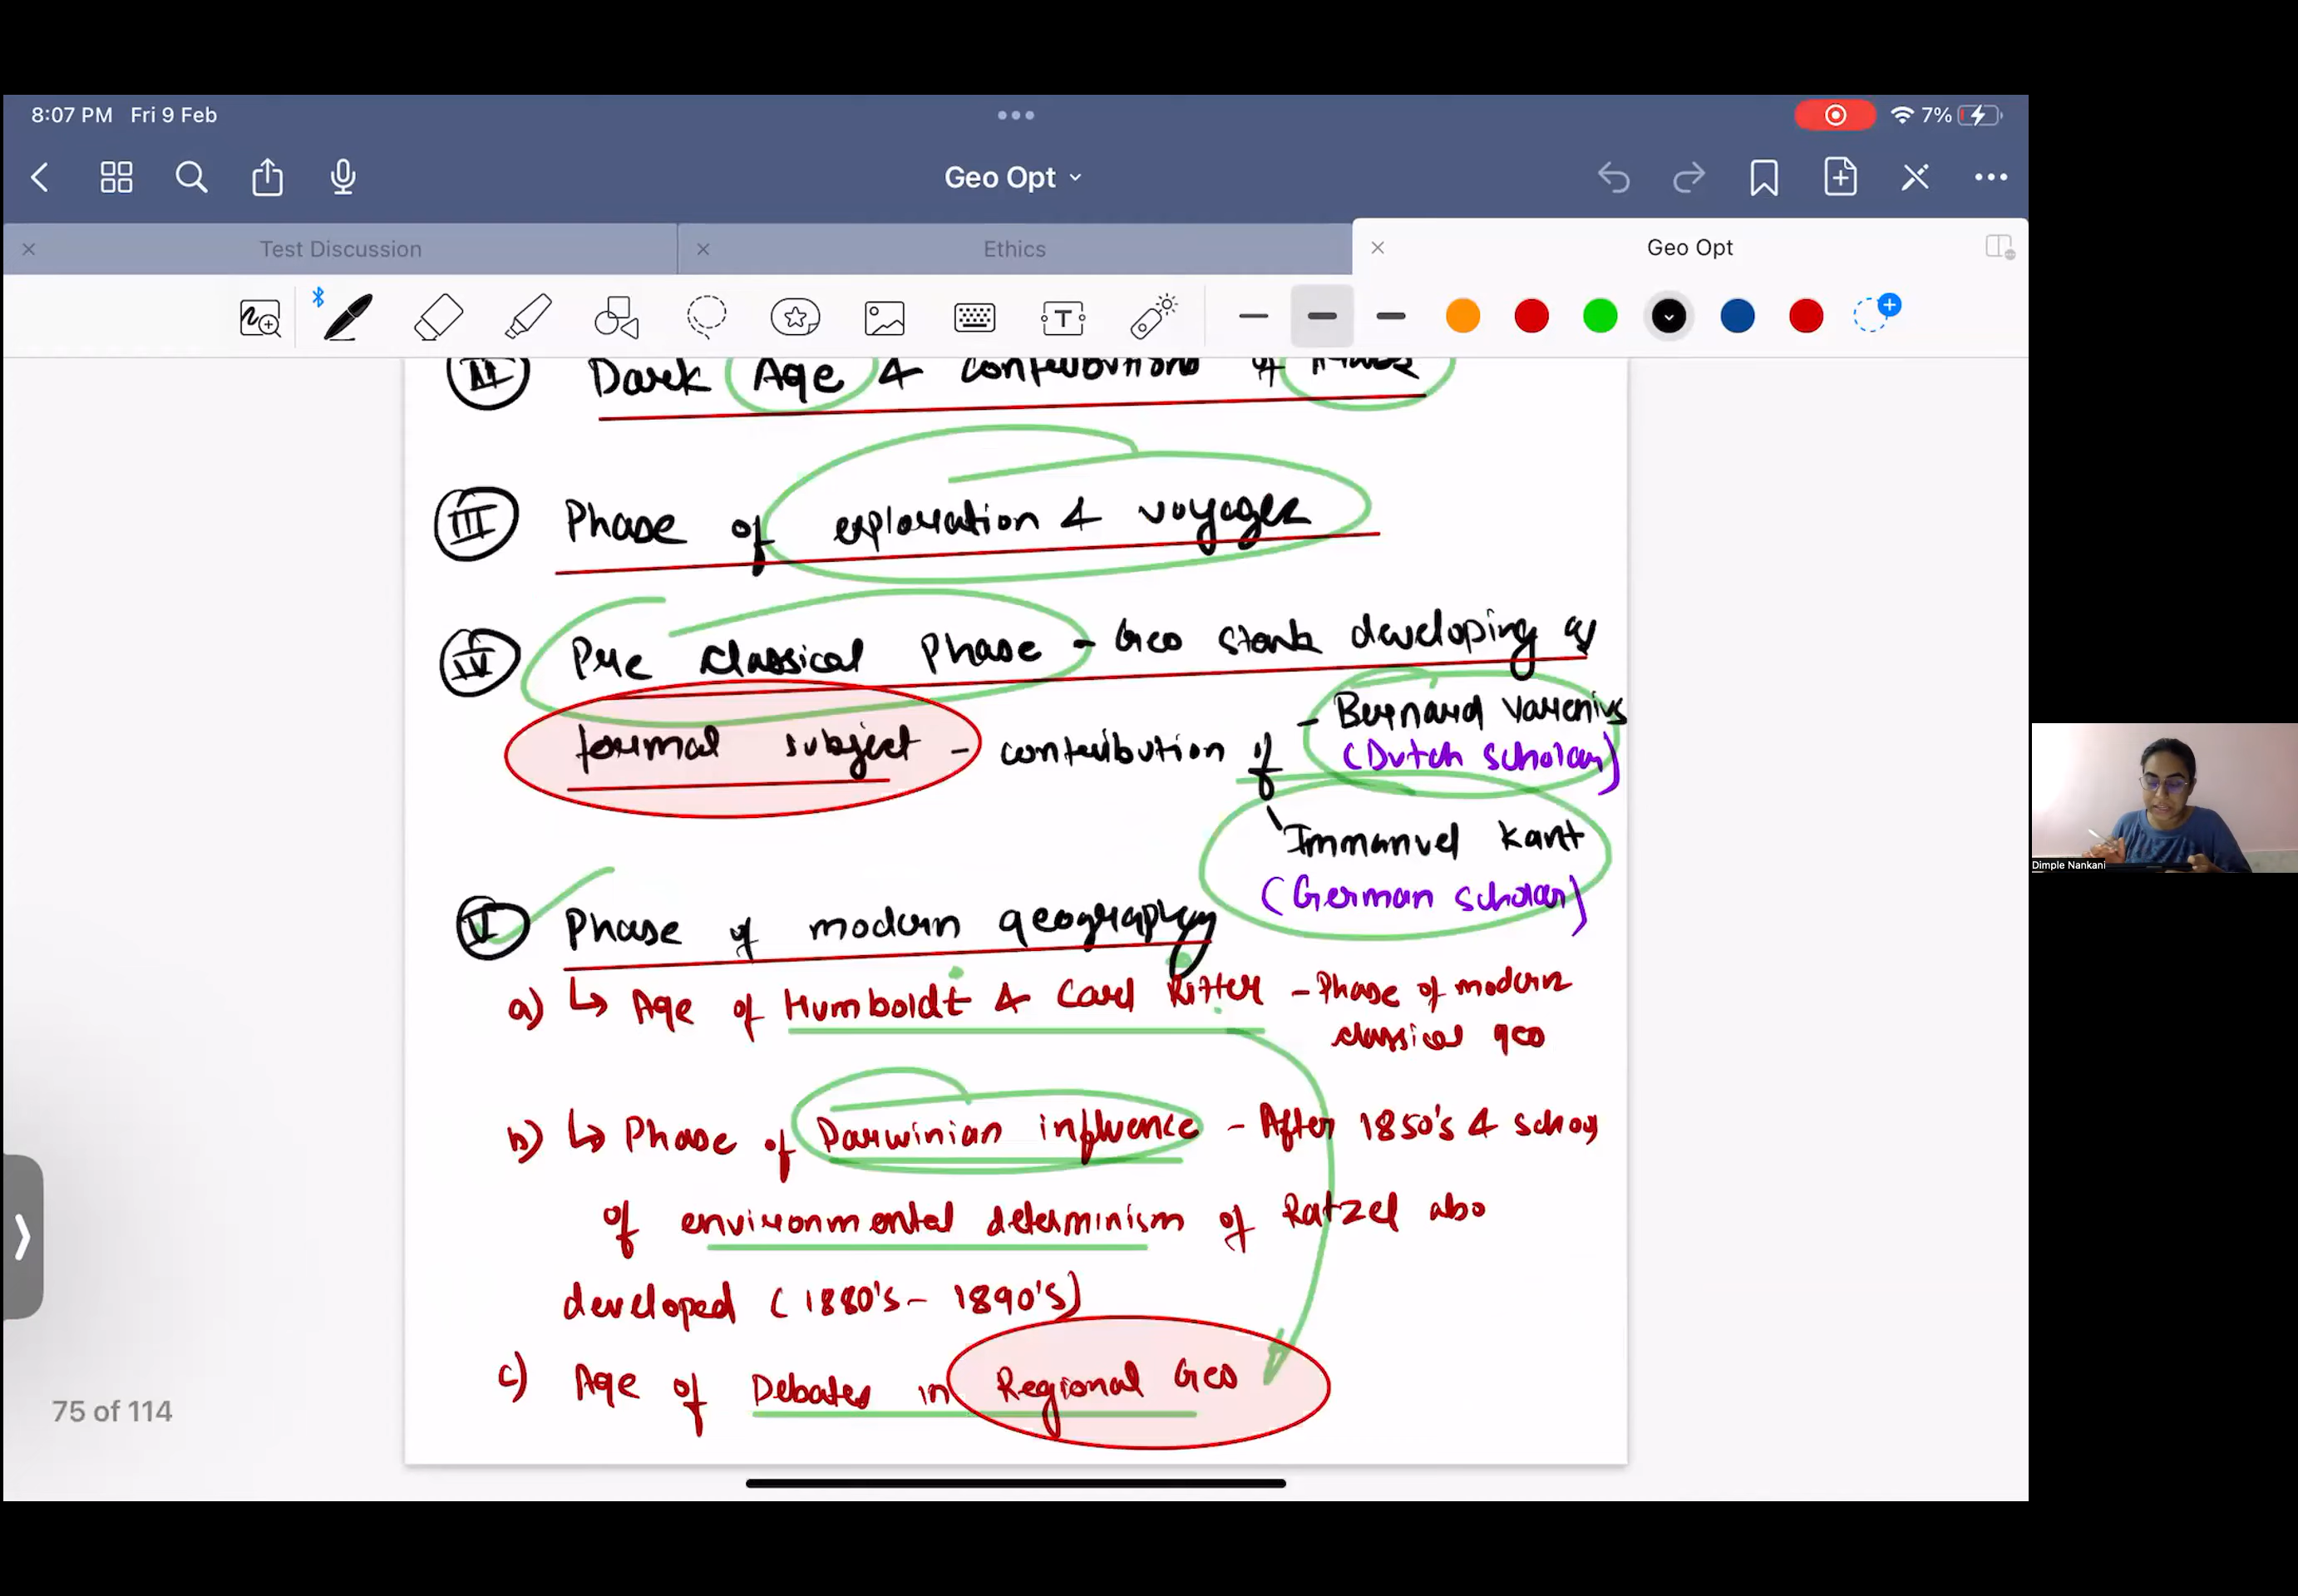 8:07 PM Fri 9 Feb
7%
Geo Opt
Test Discussion
Ethics
Geo Opt
T
II Dark Age & contributions of Arabs
III Phase of exploration & voyages
IV Pre classical Phase - Geo starts developing as
formal subject - contribution of - Bernard Varenius
(Dutch scholar)
Immanuel Kant
(German scholar)
V Phase of modern geography
a) ↳ Age of Humboldt & Carl Ritter - Phase of modern
classical geo
b) ↳ Phase of Darwinian influence - After 1850's &
of environmental determinism of Ratzel also
developed (1880's - 1890's)
c) Age of Debates in Regional Geo
75 of 114
Dimple Nankani